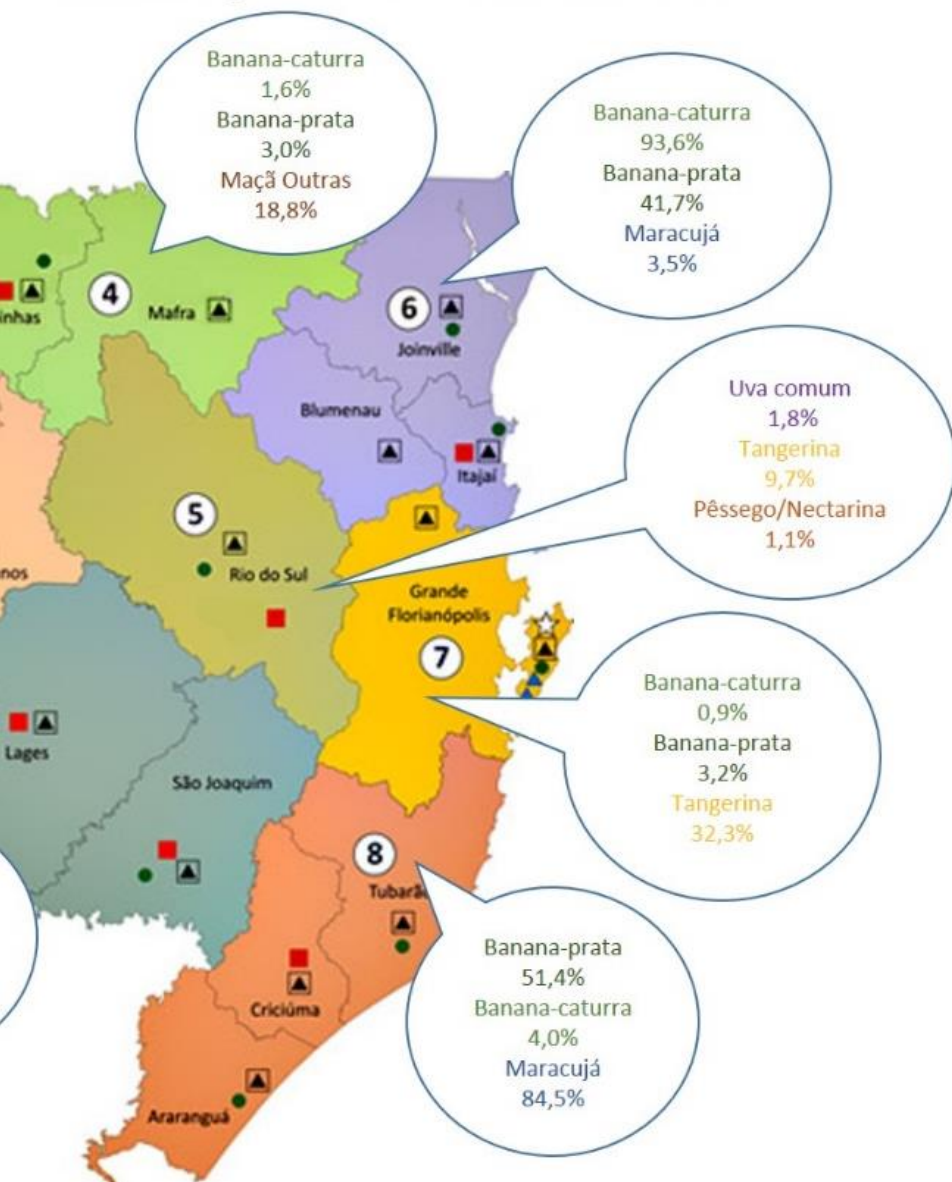 Banana-caturra
1,6%
Banana-prata
3,0%
Maçã Outras
18,8%
Banana-caturra
93,6%
Banana-prata
41,7%
Maracujá
3,5%
inhas
4
Mafra
6
Joinville
Blumenau
Itajaí
Uva comum
1,8%
Tangerina
9,7%
Pêssego/Nectarina
1,1%
5
Rio do Sul
nos
Grande
Florianópolis
7
Banana-caturra
0,9%
Banana-prata
3,2%
Tangerina
32,3%
Lages
São Joaquim
8
Tubarão
Banana-prata
51,4%
Banana-caturra
4,0%
Maracujá
84,5%
Criciúma
Araranguá